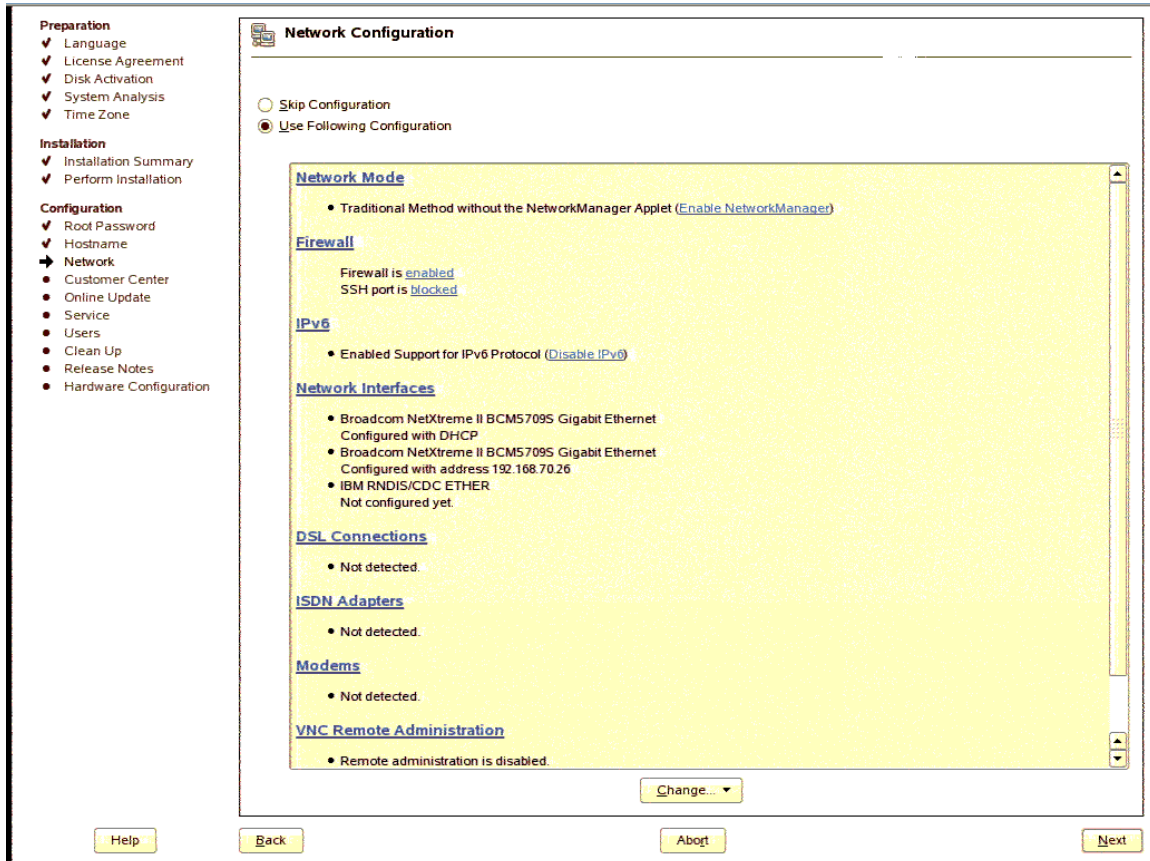 Preparation
Language
License Agreement
Disk Activation
System Analysis
Time Zone
Installation
Installation Summary
Perform Installation
Configuration
Root Password
Hostname
Network
Customer Center
Online Update
Service
Users
Clean Up
Release Notes
Hardware Configuration
Network Configuration
Skip Configuration
Use Following Configuration
Network Mode
Traditional Method without the NetworkManager Applet (Enable NetworkManager)
Firewall
Firewall is enabled
SSH port is blocked
IPv6
Enabled Support for IPv6 Protocol (Disable IPv6)
Network Interfaces
Broadcom NetXtreme II BCM5709S Gigabit Ethernet
Configured with DHCP
Broadcom NetXtreme II BCM5709S Gigabit Ethernet
Configured with address 192.168.70.26
IBM RNDIS/CDC ETHER
Not configured yet.
DSL Connections
Not detected.
ISDN Adapters
Not detected.
Modems
Not detected.
VNC Remote Administration
Remote administration is disabled.
Change...
Help
Back
Abort
Next